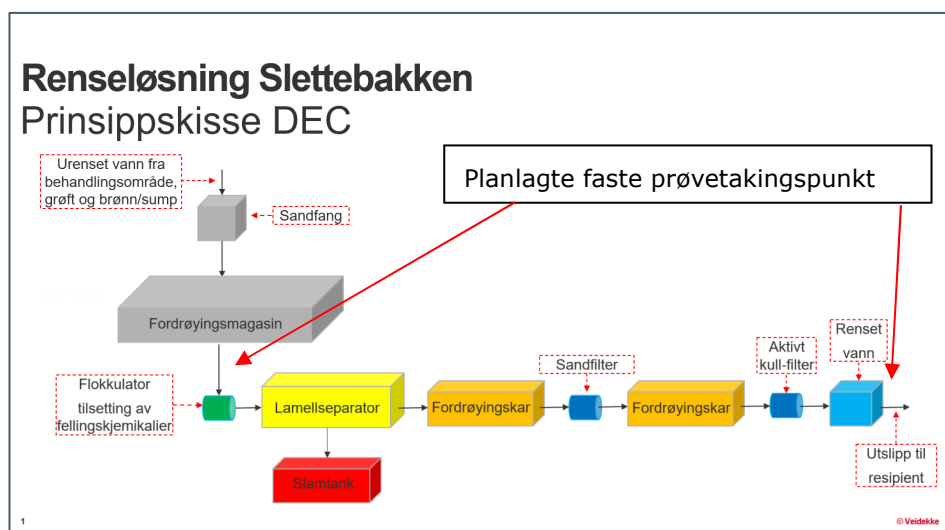 Renseløsning Slettebakken
Prinsippskisse DEC
Urenset vann fra
behandlingsområde,
grøft og brønn/sump
Planlagte faste prøvetakingspunkt
Sandfang
Fordrøyingsmagasin
Renset
vann
Aktivt
kull-filter
Sandfilter
Flokkulator
tilsetting av
fellingskjemikalier
Lamellseparator
Fordrøyingskar
Fordrøyingskar
Utslipp til
resipient
Slamtank
1
© Veidekke